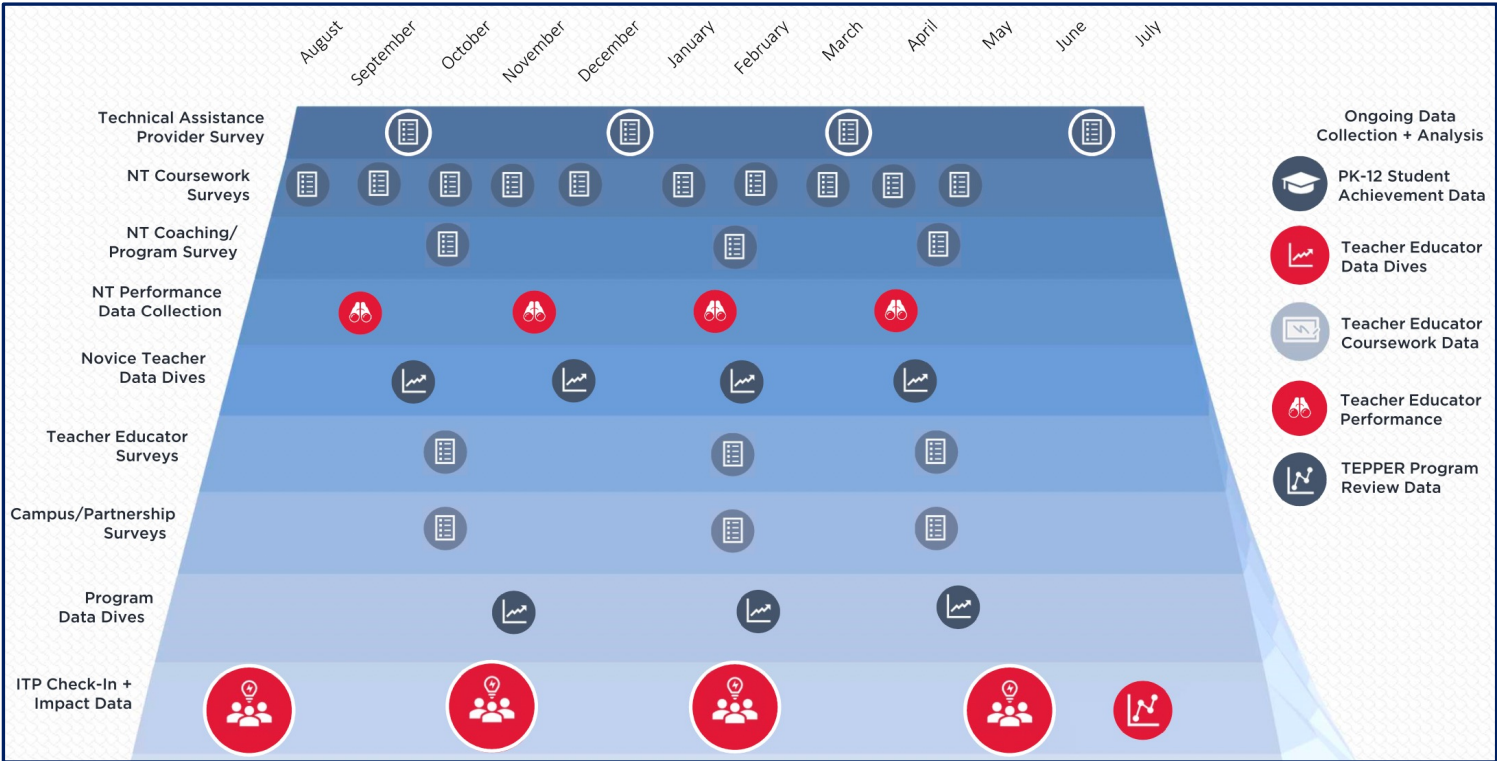 August
September
October
November
December
January
February
March
April
May
June
July
Technical Assistance
Provider Survey
NT Coursework
Surveys
NT Coaching/
Program Survey
NT Performance
Data Collection
Novice Teacher
Data Dives
Teacher Educator
Surveys
Campus/Partnership
Surveys
Program
Data Dives
ITP Check-In +
Impact Data
Ongoing Data
Collection + Analysis
PK-12 Student
Achievement Data
Teacher Educator
Data Dives
Teacher Educator
Coursework Data
Teacher Educator
Performance
TEPPER Program
Review Data